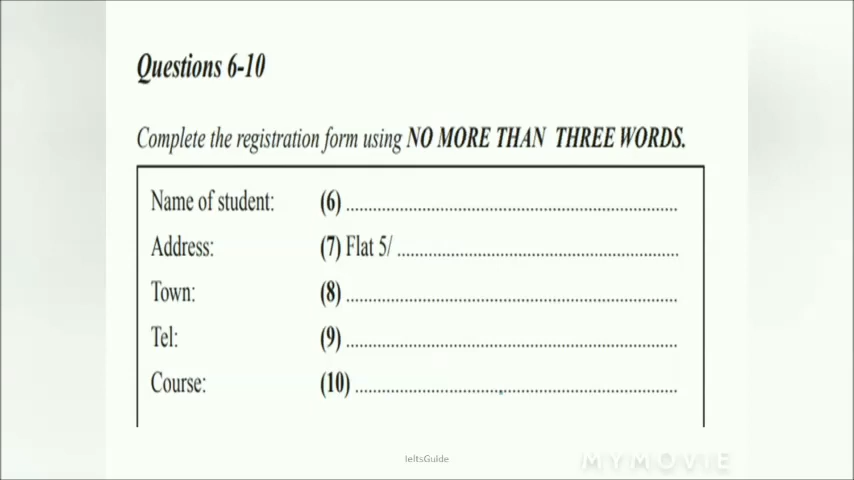 Questions 6-10
Complete the registration form using NO MORE THAN THREE WORDS.
Name of student: (6) ..........................................................................
Address: (7) Flat 5/ ..............................................................
Town: (8) ..........................................................................
Tel: (9) ..........................................................................
Course: (10) ........................................................................
IeltsGuide
MYMOVIE